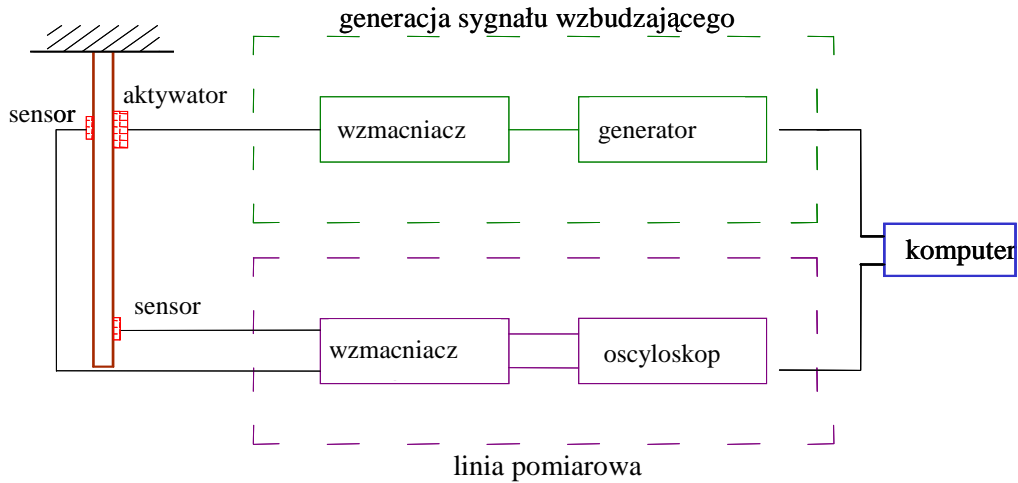 generacja sygnału wzbudzającego
aktywator
sensor
wzmacniacz
generator
komputer
sensor
wzmacniacz
oscyloskop
linia pomiarowa